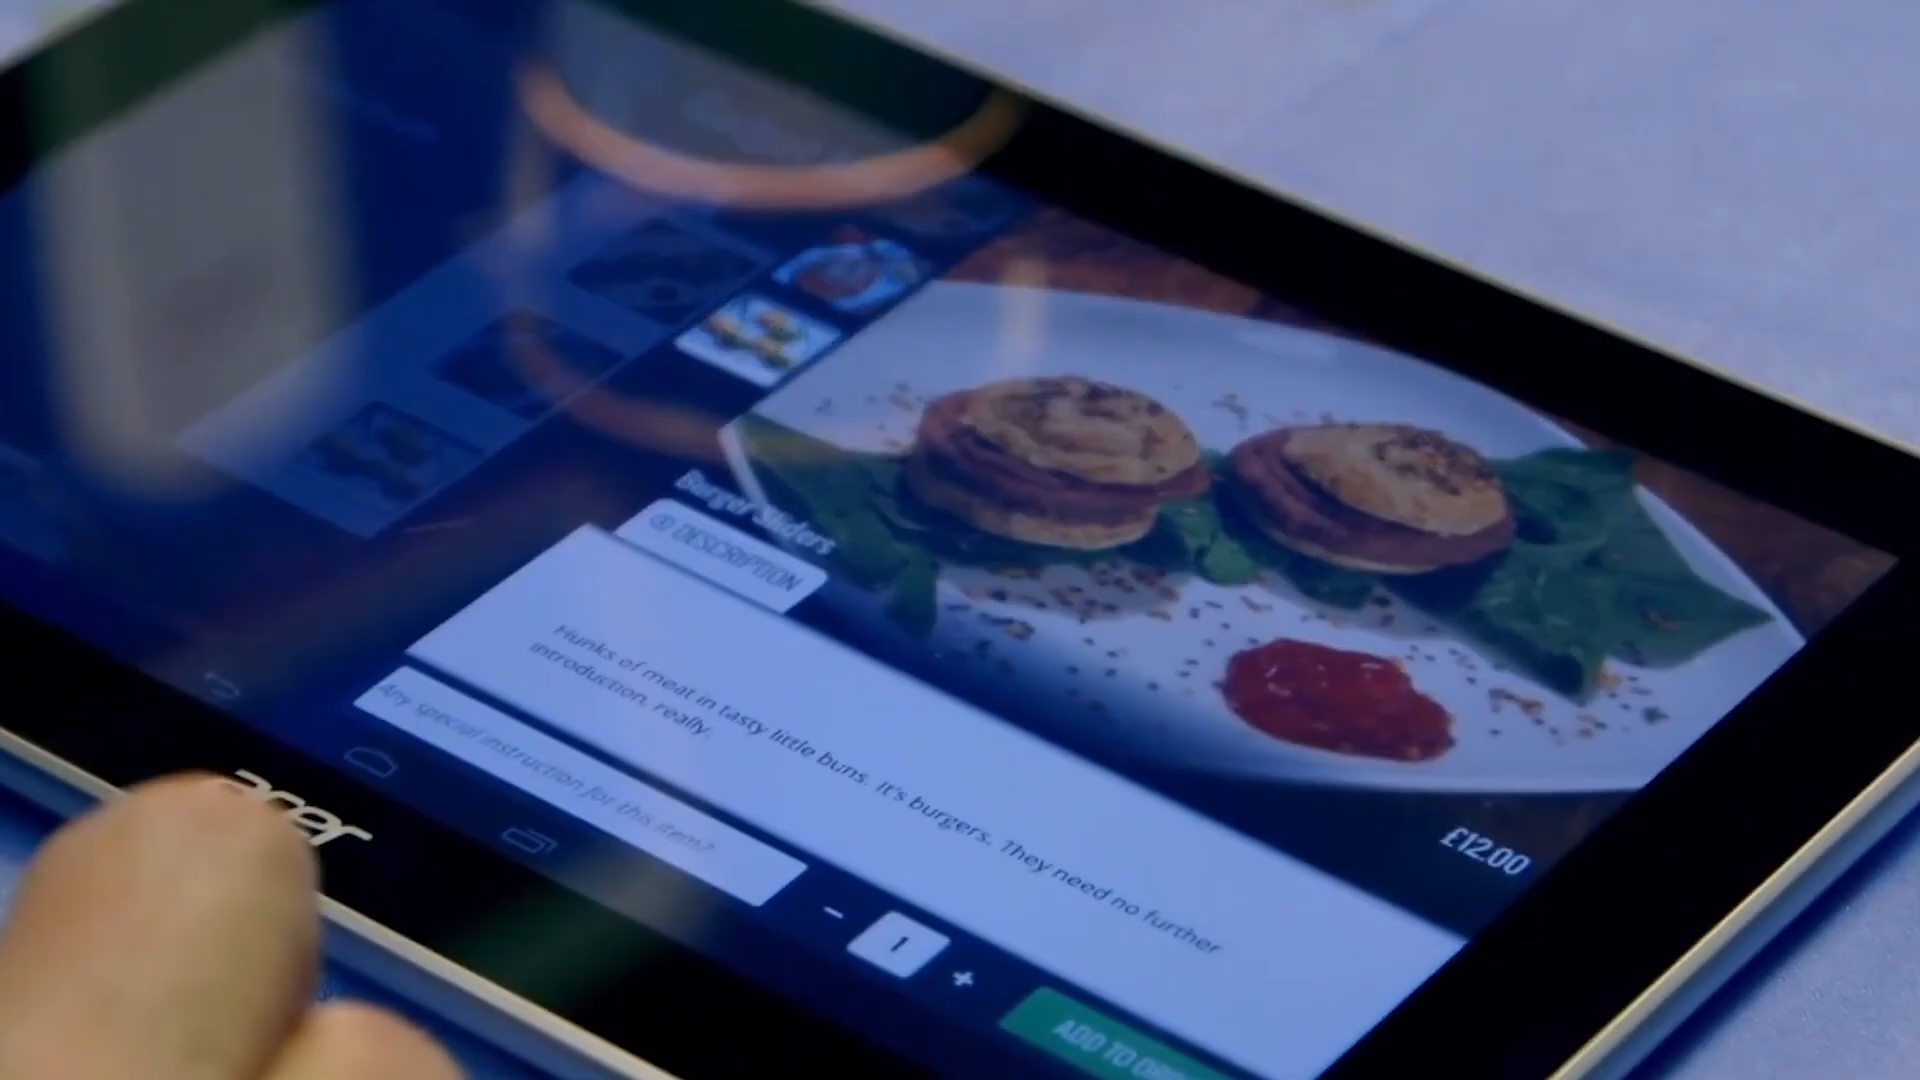 Burger Sliders
DESCRIPTION
Hunks of meat in tasty little buns. It's burgers. They need no further
introduction, really.
£12.00
Any special instruction for this item?
- 1 +
ADD TO OR
acer